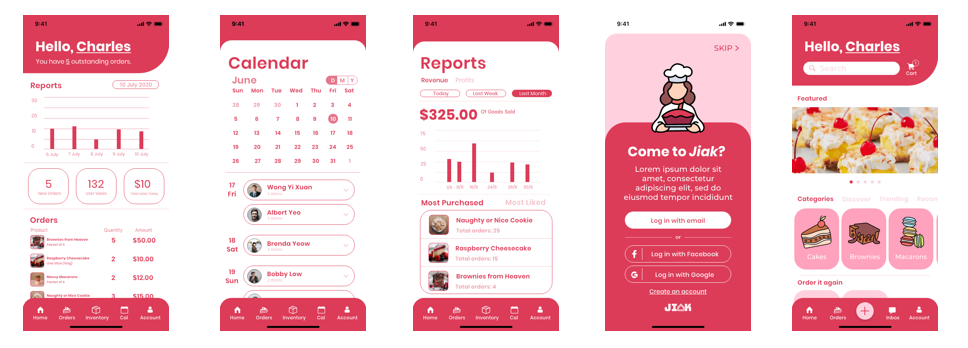 9:41
Hello, Charles
You have 5 outstanding orders.
Reports
10 July 2020
30
20
10
0
6 July 7 July 8 July 9 July 10 July
5
132
$10
Orders
Product Quantity Amount
Brownies from Heaven 5 $50.00
Raspberry Cheesecake 2 $10.00
Messy Macarons 2 $12.00
Naughty or Nice Cookie 3 $15.00
Home Orders Inventory Cal Account
9:41
Calendar
June
D M Y
Sun Mon Tue Wed Thu Fri Sat
28 29 30 1 2 3 4
5 6 7 8 9 10 11
12 13 14 15 16 17 18
19 20 21 22 23 24 25
26 27 28 29 30 31 1
17
Fri
Wong Yi Xuan
Albert Yeo
18
Sat
Brenda Yeow
19
Sun
Bobby Low
Home Orders Inventory Cal Account
9:41
Reports
Revenue Profits
Today Last Week Last Month
$325.00 Of Goods Sold
75
50
25
0
Most Purchased Most Liked
Naughty or Nice Cookie
Total orders: 25
Raspberry Cheesecake
Total orders: 15
Brownies from Heaven
Total orders: 4
Home Orders Inventory Cal Account
9:41
SKIP >
Come to Jiak?
Lorem ipsum dolor sit
amet, consectetur
adipiscing elit, sed do
eiusmod tempor incididunt
Log in with email
or
Log in with Facebook
Log in with Google
Create an account
JIAK
9:41
Hello, Charles
Search
1
Cart
Featured
Categories Discover Trending
Cakes Brownies Macarons
Order it again
Home Orders Inbox Account